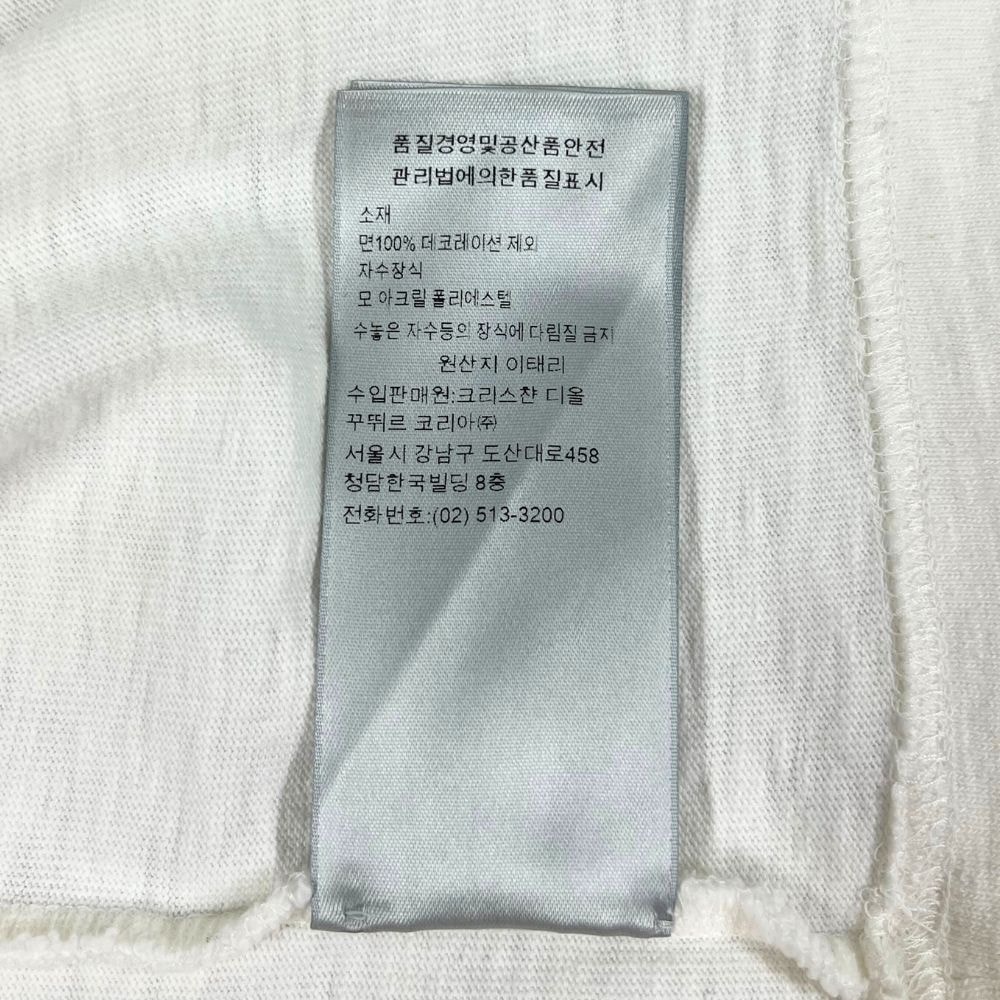 품질경영및공산품안전
관리법에의한품질표시
소재
면100% 데코레이션 제외
자수장식
모 아크릴 폴리에스텔
수놓은 자수등의 장식에 다림질 금지
원산지 이태리
수입판매원:크리스챤 디올
꾸뛰르 코리아㈜
서울시 강남구 도산대로458
청담한국빌딩 8층
전화번호:(02) 513-3200